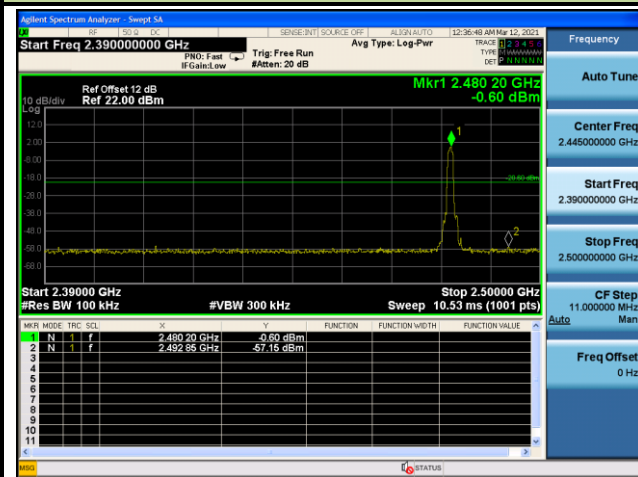 Agilent Spectrum Analyzer - Swept SA
RF 50 Ω DC SENSE:INT SOURCE OFF ALIGNAUTO 12:36:48 AM Mar 12, 2021
Start Freq 2.390000000 GHz
PNO: Fast
IFGain:Low
Trig: Free Run
#Atten: 20 dB
Avg Type: Log-Pwr
TRACE 1 2 3 4 5 6
TYPE M
DET P N N N N N
Ref Offset 12 dB
10 dB/div Ref 22.00 dBm
Log
Mkr1 2.480 20 GHz
-0.60 dBm
12.0
2.00
-8.00
-18.0
-28.0
-38.0
-48.0
-58.0
-68.0
1
-20.60 dBm
2
Start 2.39000 GHz Stop 2.50000 GHz
#Res BW 100 kHz #VBW 300 kHz Sweep 10.53 ms (1001 pts)
MKR MODE TRC SCL X Y FUNCTION FUNCTION WIDTH FUNCTION VALUE
1 N 1 f 2.480 20 GHz -0.60 dBm
2 N 1 f 2.492 85 GHz -57.15 dBm
3
4
5
6
7
8
9
10
11
MSG STATUS
Frequency
Auto Tune
Center Freq
2.445000000 GHz
Start Freq
2.390000000 GHz
Stop Freq
2.500000000 GHz
CF Step
11.000000 MHz
Auto Man
Freq Offset
0 Hz